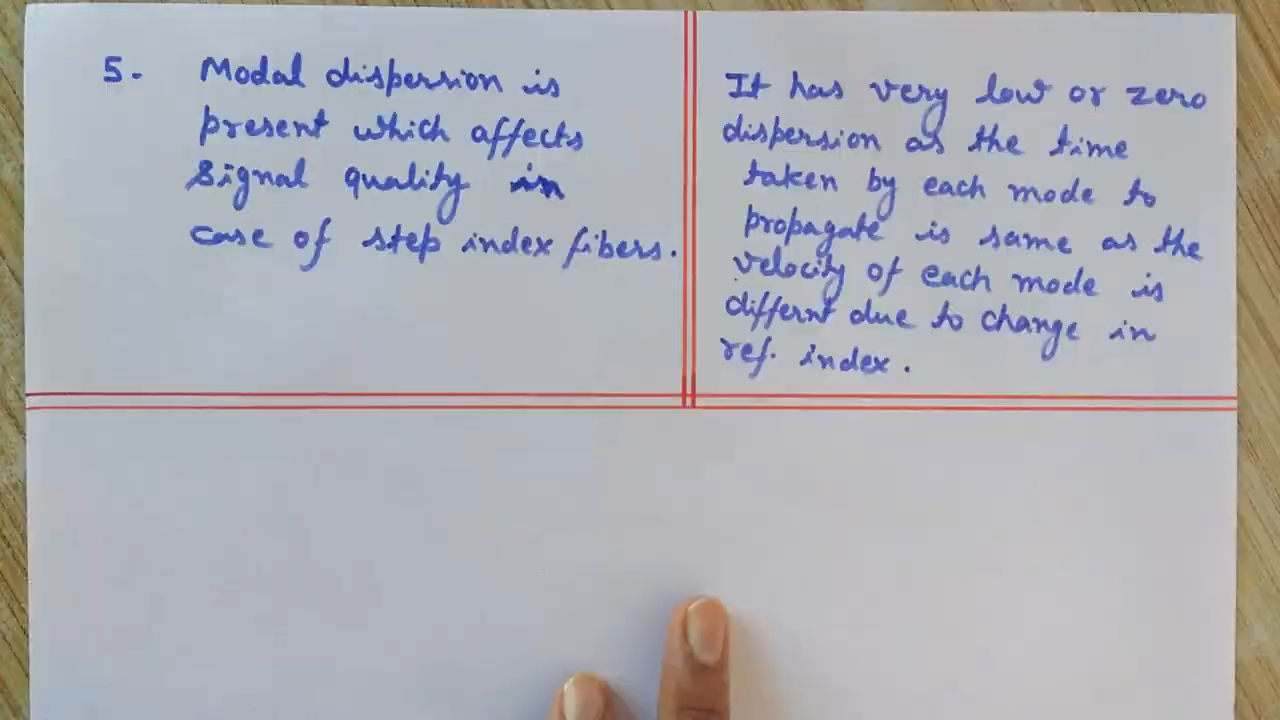 5. Modal dispersion is
present which affects
signal quality in
case of step index fibers.
It has very low or zero
dispersion as the time
taken by each mode to
propagate is same as the
velocity of each mode is
differnt due to change in
ref. index.